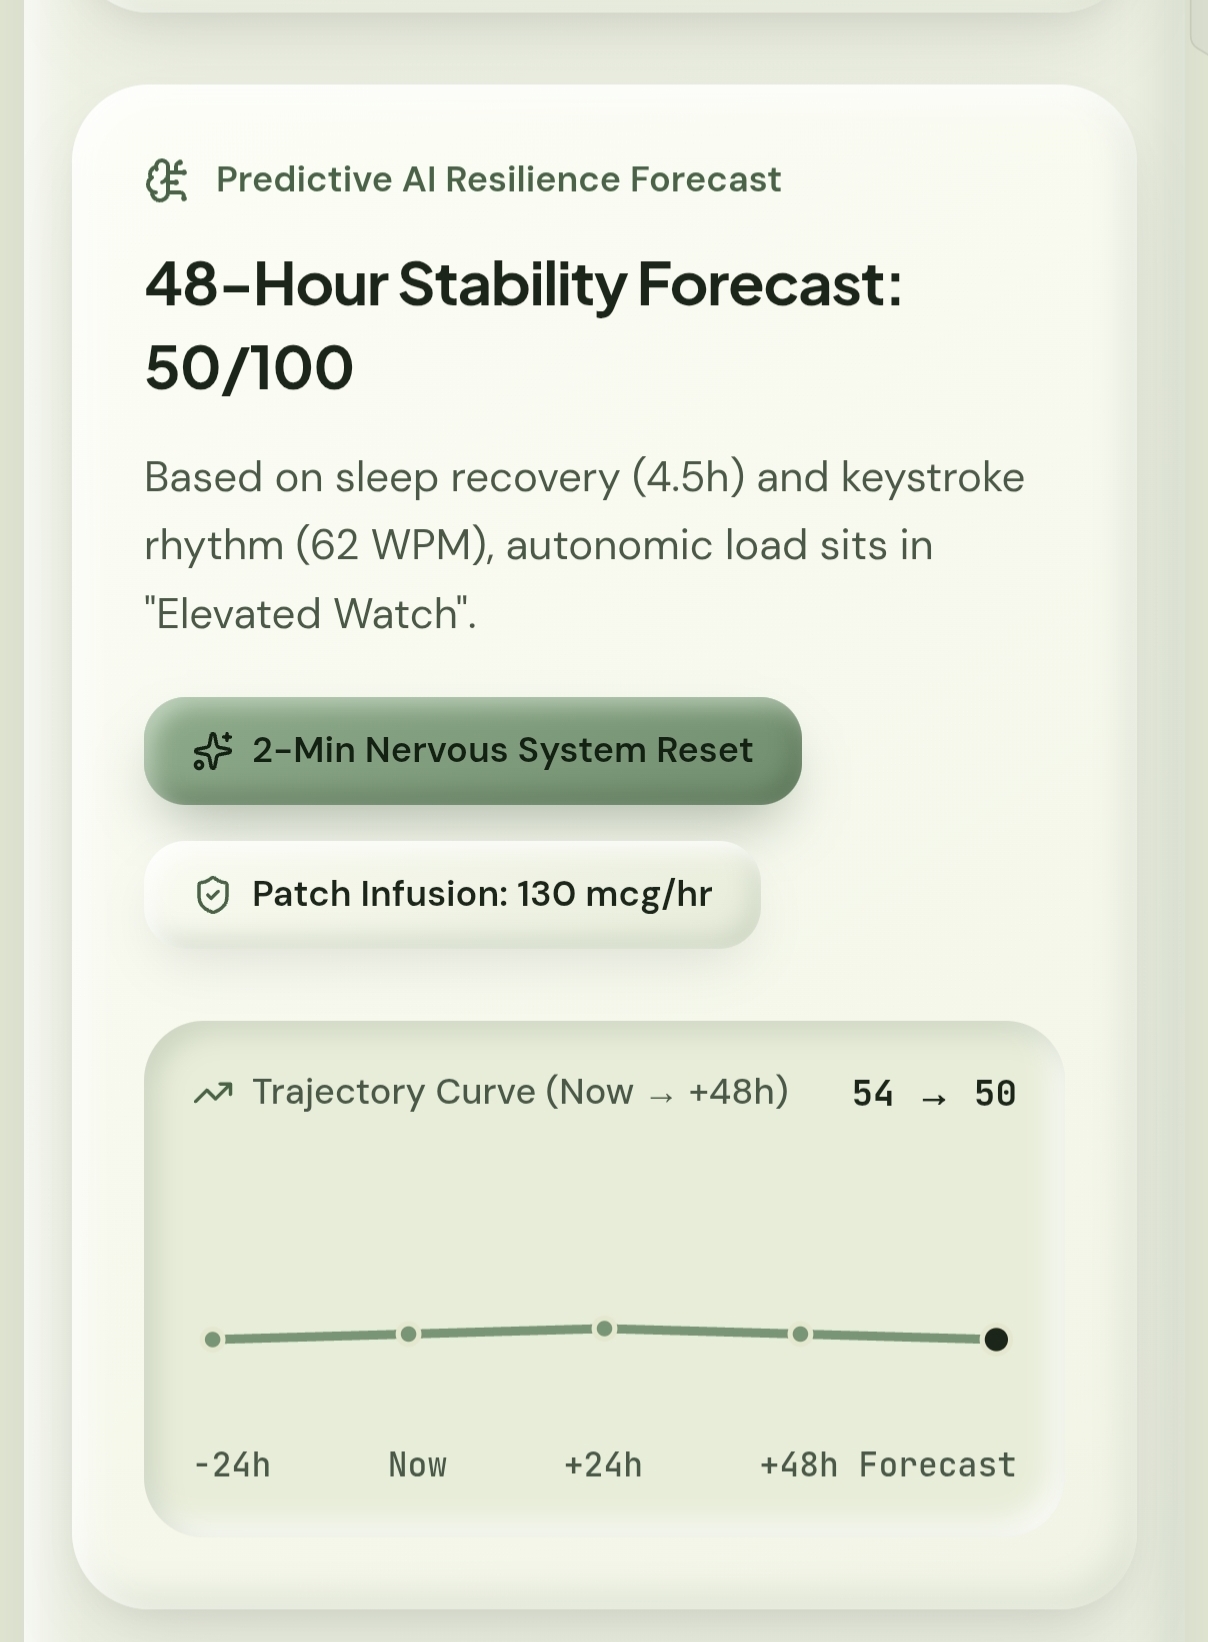 Predictive AI Resilience Forecast
48-Hour Stability Forecast:
50/100
Based on sleep recovery (4.5h) and keystroke
rhythm (62 WPM), autonomic load sits in
"Elevated Watch".
2-Min Nervous System Reset
Patch Infusion: 130 mcg/hr
Trajectory Curve (Now → +48h) 54 → 50
-24h Now +24h +48h Forecast